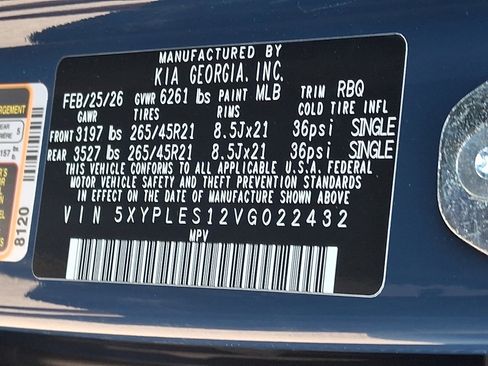 MANUFACTURED BY
KIA GEORGIA, INC.
FEB/25/26 GVWR 6261 lbs PAINT MLB TRIM RBQ
GAWR TIRES RIMS COLD TIRE INFL
FRONT 3197 lbs 265/45R21 8.5Jx21 36psi SINGLE
REAR 3527 lbs 265/45R21 8.5Jx21 36psi SINGLE
THIS VEHICLE CONFORMS TO ALL APPLICABLE U.S.A. FEDERAL
MOTOR VEHICLE SAFETY AND THEFT PREVENTION STANDARDS
IN EFFECT ON THE DATE OF MANUFACTURE SHOWN ABOVE
VIN 5XYPLES12VG022432
MPV
8120